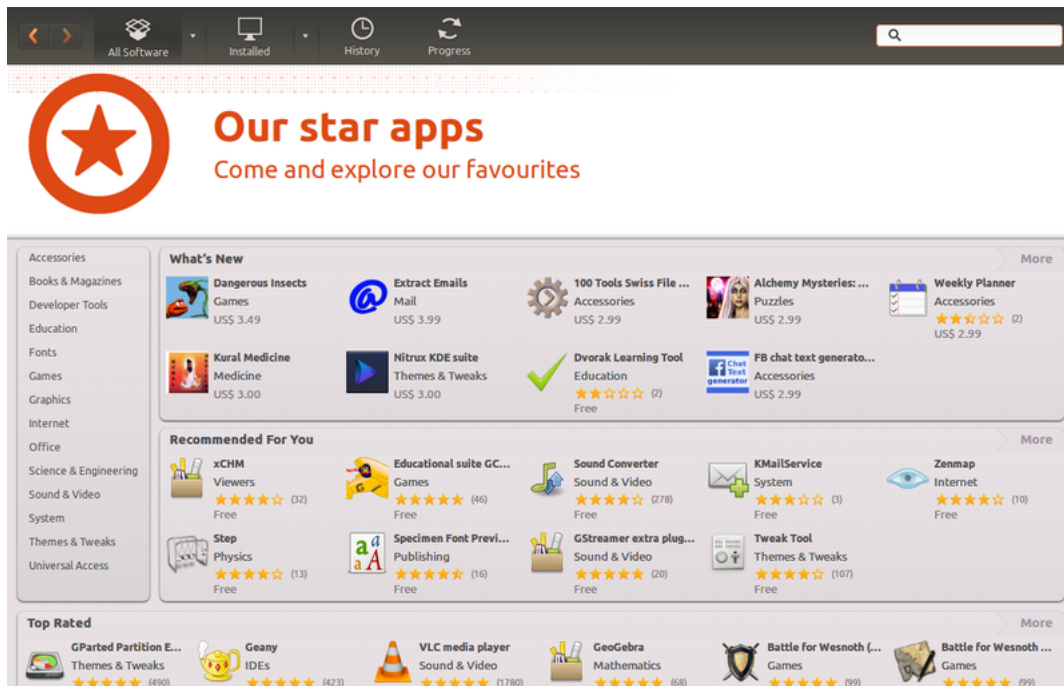 All Software
Installed
History
Progress
Our star apps
Come and explore our favourites
Accessories
Books & Magazines
Developer Tools
Education
Fonts
Games
Graphics
Internet
Office
Science & Engineering
Sound & Video
System
Themes & Tweaks
Universal Access
What's New
More
Dangerous Insects
Games
US$ 3.49
Extract Emails
Mail
US$ 3.99
100 Tools Swiss File ...
Accessories
US$ 2.99
Alchemy Mysteries: ...
Puzzles
US$ 2.99
Weekly Planner
Accessories
(2)
US$ 2.99
Kural Medicine
Medicine
US$ 3.00
Nitrux KDE suite
Themes & Tweaks
US$ 3.00
Dvorak Learning Tool
Education
(2)
Free
f Chat
Text
generator
FB chat text generato...
Accessories
US$ 2.99
Recommended For You
More
xCHM
Viewers
(32)
Free
Educational suite GC...
Games
(46)
Free
Sound Converter
Sound & Video
(278)
Free
KMailService
System
(3)
Free
Zenmap
Internet
(10)
Free
Step
Physics
(13)
Free
a a
a A
Specimen Font Previ...
Publishing
(16)
Free
GStreamer extra plug...
Sound & Video
(20)
Free
Tweak Tool
Themes & Tweaks
(107)
Free
Top Rated
More
GParted Partition E...
Themes & Tweaks
(490)
Geany
IDEs
(423)
VLC media player
Sound & Video
(1780)
GeoGebra
Mathematics
(68)
Battle for Wesnoth (...
Games
(99)
Battle for Wesnoth ...
Games
(99)